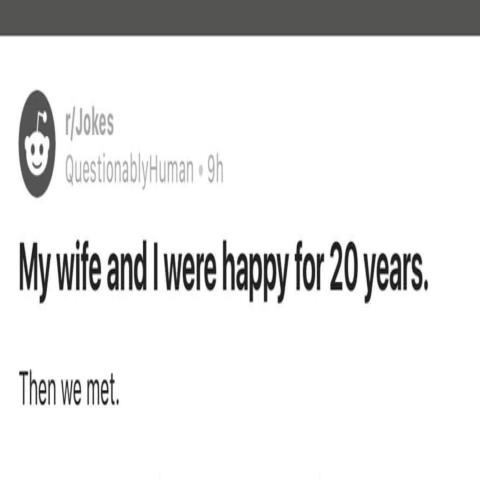 r/Jokes
QuestionablyHuman • 9h
My wife and I were happy for 20 years.
Then we met.